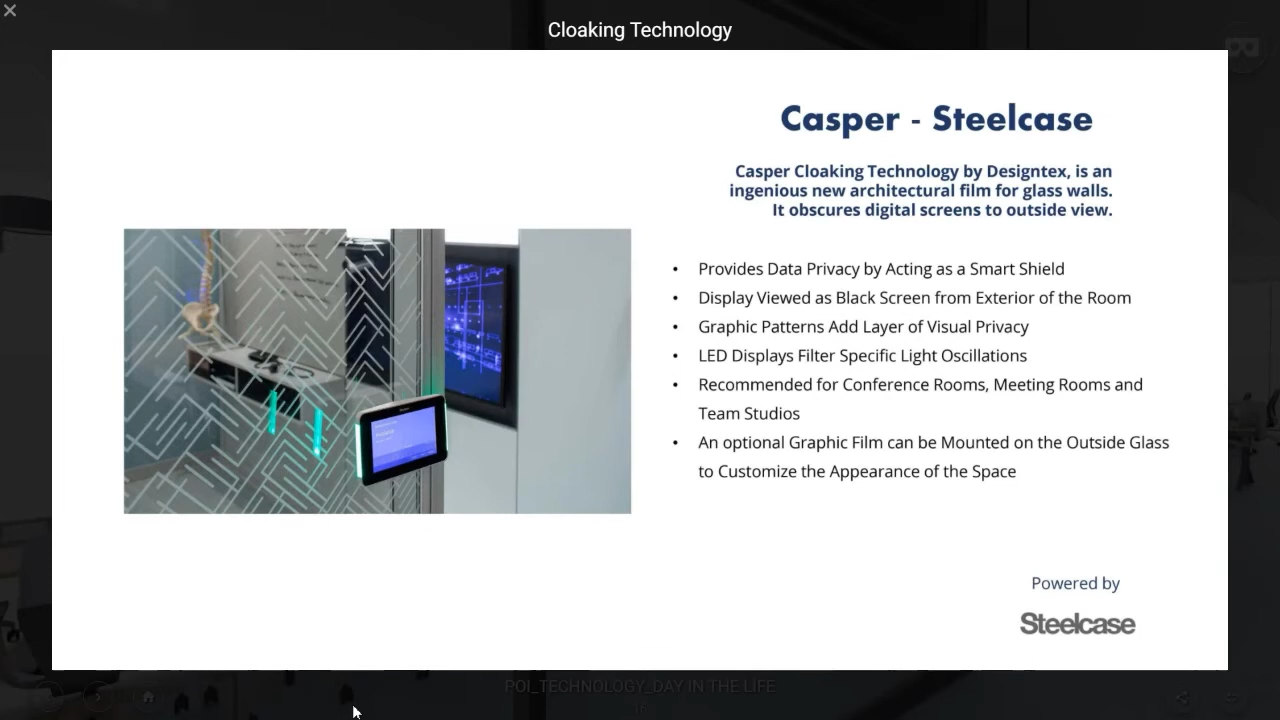 Cloaking Technology
Casper - Steelcase
Casper Cloaking Technology by Designtex, is an
ingenious new architectural film for glass walls.
It obscures digital screens to outside view.
• Provides Data Privacy by Acting as a Smart Shield
• Display Viewed as Black Screen from Exterior of the Room
• Graphic Patterns Add Layer of Visual Privacy
• LED Displays Filter Specific Light Oscillations
• Recommended for Conference Rooms, Meeting Rooms and
Team Studios
• An optional Graphic Film can be Mounted on the Outside Glass
to Customize the Appearance of the Space
Powered by
Steelcase
POI_TECHNOLOGY_DAY IN THE LIFE